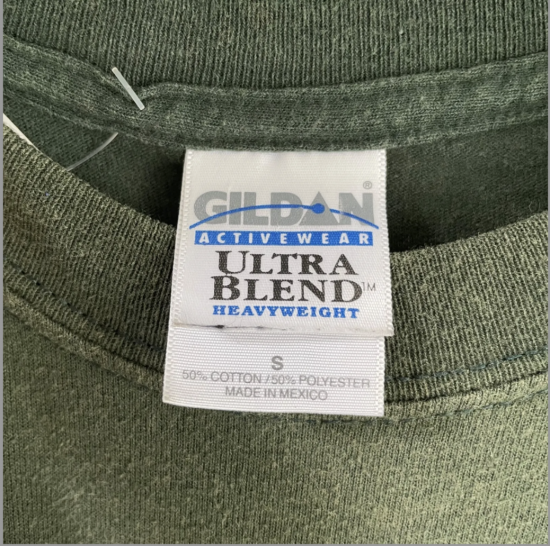 GILDAN®
ACTIVEWEAR
ULTRA
BLEND™
HEAVYWEIGHT
S
50% COTTON / 50% POLYESTER
MADE IN MEXICO